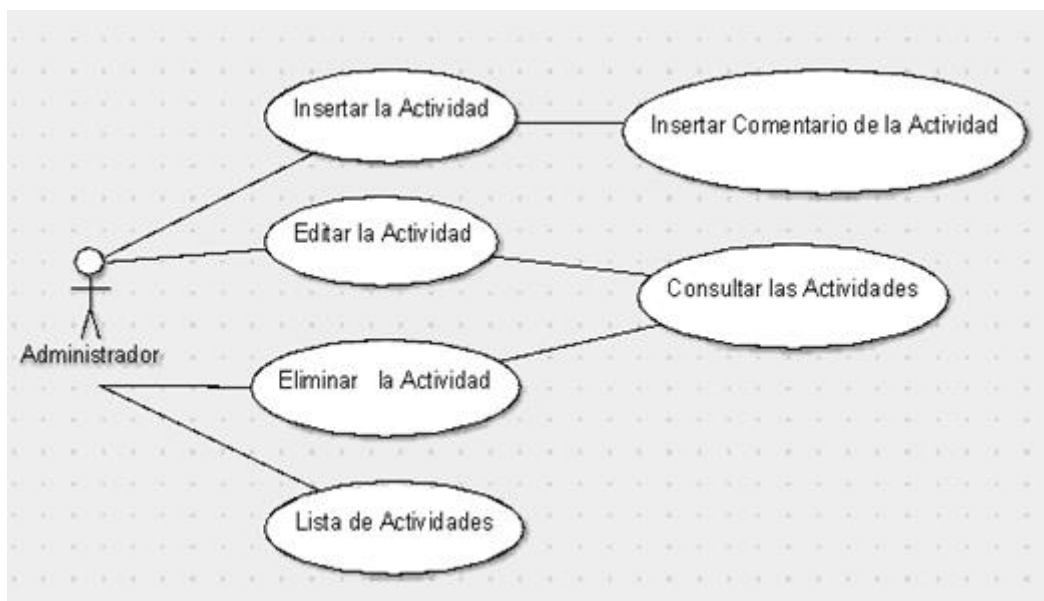 Insertar la Actividad
Insertar Comentario de la Actividad
Editar la Actividad
Consultar las Actividades
Administrador
Eliminar la Actividad
Lista de Actividades